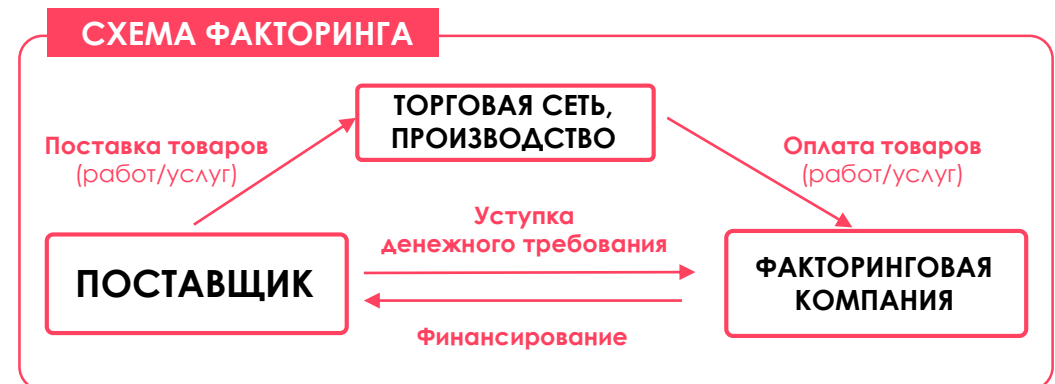 СХЕМА ФАКТОРИНГА
ТОРГОВАЯ СЕТЬ,
ПРОИЗВОДСТВО
Поставка товаров
(работ/услуг)
Оплата товаров
(работ/услуг)
Уступка
денежного требования
ПОСТАВЩИК
ФАКТОРИНГОВАЯ
КОМПАНИЯ
Финансирование